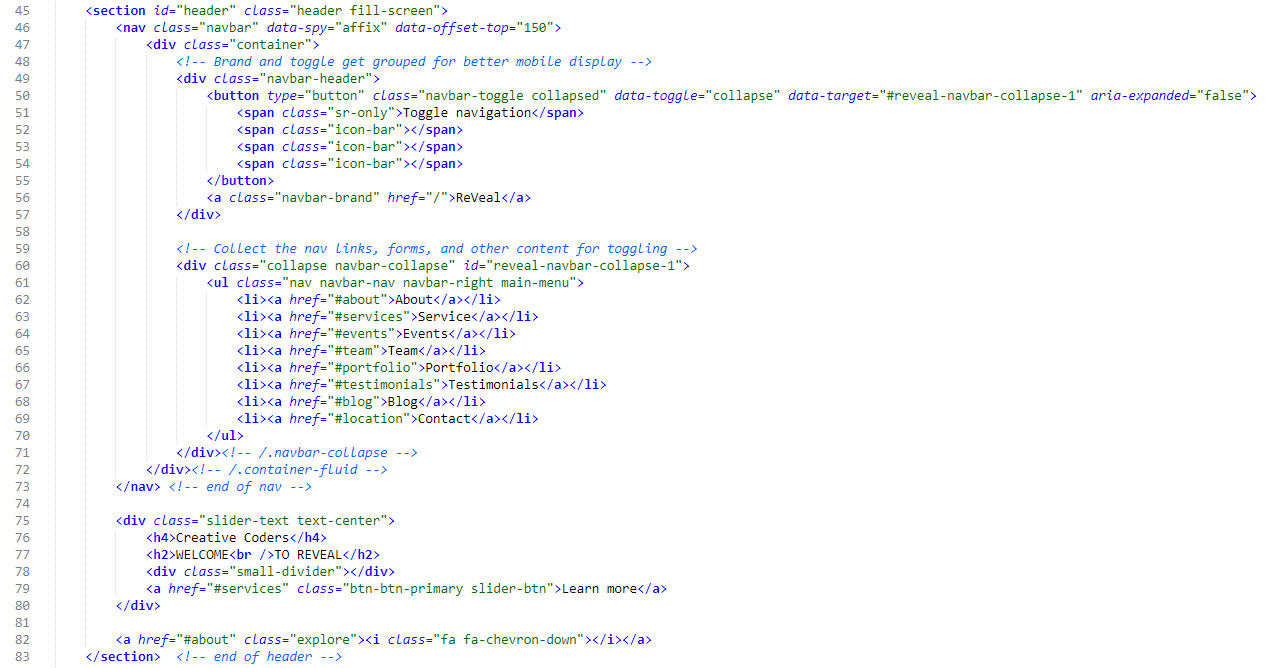 45 <section id="header" class="header fill-screen">
46 <nav class="navbar" data-spy="affix" data-offset-top="150">
47 <div class="container">
48 <!-- Brand and toggle get grouped for better mobile display -->
49 <div class="navbar-header">
50 <button type="button" class="navbar-toggle collapsed" data-toggle="collapse" data-target="#reveal-navbar-collapse-1" aria-expanded="false">
51 <span class="sr-only">Toggle navigation</span>
52 <span class="icon-bar"></span>
53 <span class="icon-bar"></span>
54 <span class="icon-bar"></span>
55 </button>
56 <a class="navbar-brand" href="/">ReVeal</a>
57 </div>
58
59 <!-- Collect the nav links, forms, and other content for toggling -->
60 <div class="collapse navbar-collapse" id="reveal-navbar-collapse-1">
61 <ul class="nav navbar-nav navbar-right main-menu">
62 <li><a href="#about">About</a></li>
63 <li><a href="#services">Service</a></li>
64 <li><a href="#events">Events</a></li>
65 <li><a href="#team">Team</a></li>
66 <li><a href="#portfolio">Portfolio</a></li>
67 <li><a href="#testimonials">Testimonials</a></li>
68 <li><a href="#blog">Blog</a></li>
69 <li><a href="#location">Contact</a></li>
70 </ul>
71 </div><!-- /.navbar-collapse -->
72 </div><!-- /.container-fluid -->
73 </nav> <!-- end of nav -->
74
75 <div class="slider-text text-center">
76 <h4>Creative Coders</h4>
77 <h2>WELCOME<br />TO REVEAL</h2>
78 <div class="small-divider"></div>
79 <a href="#services" class="btn-btn-primary slider-btn">Learn more</a>
80 </div>
81
82 <a href="#about" class="explore"><i class="fa fa-chevron-down"></i></a>
83 </section> <!-- end of header -->